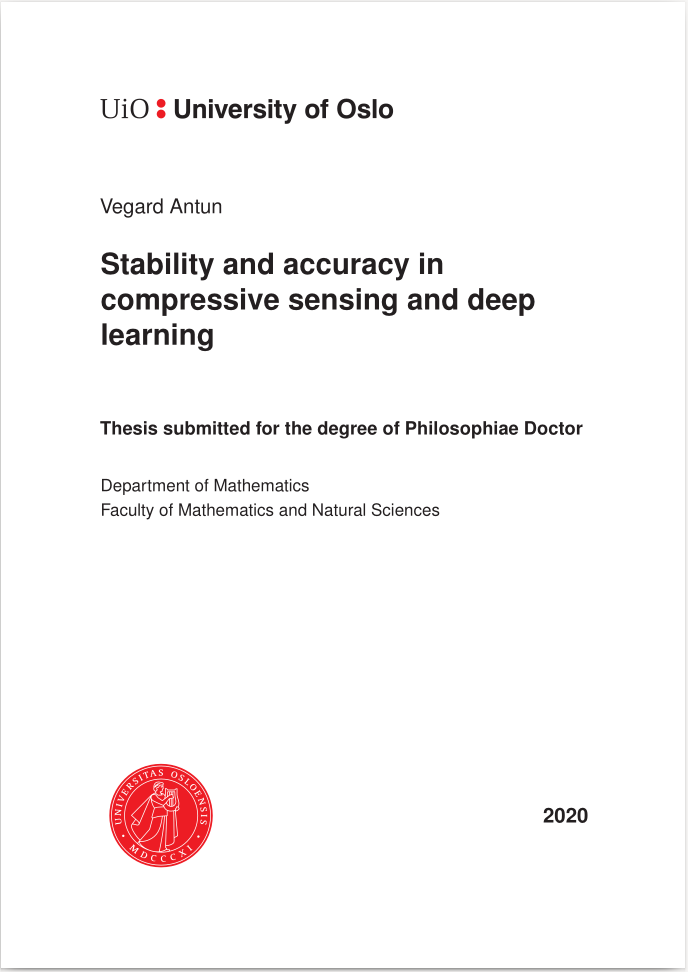 UiO : University of Oslo
Vegard Antun
Stability and accuracy in
compressive sensing and deep
learning
Thesis submitted for the degree of Philosophiae Doctor
Department of Mathematics
Faculty of Mathematics and Natural Sciences
UNIVERSITAS OSLOENSIS
MDCCCXI
2020